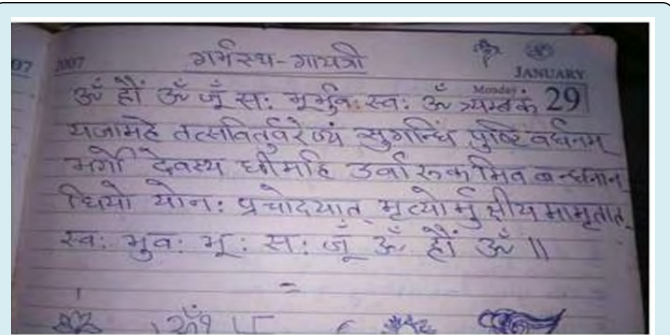 07
2007
गर्भस्थ-गायत्री
JANUARY
Monday
29
ॐ हौं ॐ जूँ सः भूर्भुवः स्वः ॐ त्र्यम्बकं
यजामहे तत्सवितुर्वरेण्यं सुगन्धिं पुष्टिवर्धनम्
भर्गो देवस्य धीमहि उर्वारुकमिव बन्धनान्
धियो योनः प्रचोदयात् मृत्योर्मुक्षीय मामृतात्
स्वः भुवः भूः सः जूँ ॐ हौं ॐ ॥